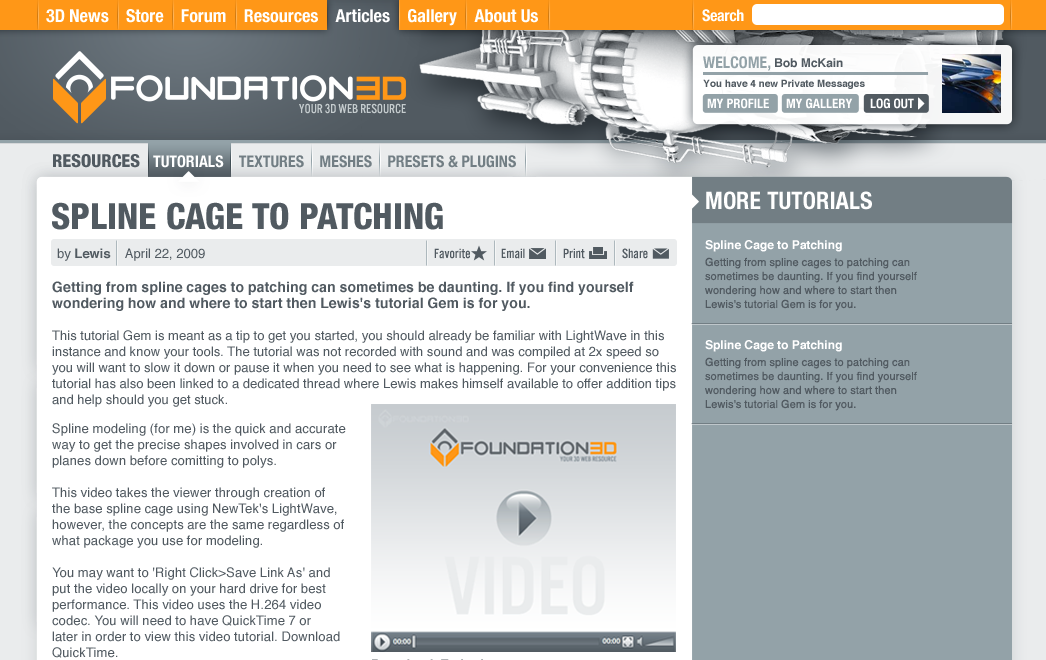 3D News Store Forum Resources Articles Gallery About Us Search
FOUNDATION3D
YOUR 3D WEB RESOURCE
WELCOME, Bob McKain
You have 4 new Private Messages
MY PROFILE MY GALLERY LOG OUT
RESOURCES TUTORIALS TEXTURES MESHES PRESETS & PLUGINS
SPLINE CAGE TO PATCHING
by Lewis April 22, 2009 Favorite Email Print Share
Getting from spline cages to patching can sometimes be daunting. If you find yourself
wondering how and where to start then Lewis's tutorial Gem is for you.
This tutorial Gem is meant as a tip to get you started, you should already be familiar with LightWave in this
instance and know your tools. The tutorial was not recorded with sound and was compiled at 2x speed so
you will want to slow it down or pause it when you need to see what is happening. For your convenience this
tutorial has also been linked to a dedicated thread where Lewis makes himself available to offer addition tips
and help should you get stuck.
Spline modeling (for me) is the quick and accurate
way to get the precise shapes involved in cars or
planes down before comitting to polys.
This video takes the viewer through creation of
the base spline cage using NewTek's LightWave,
however, the concepts are the same regardless of
what package you use for modeling.
You may want to 'Right Click>Save Link As' and
put the video locally on your hard drive for best
performance. This video uses the H.264 video
codec. You will need to have QuickTime 7 or
later in order to view this video tutorial. Download
QuickTime.
FOUNDATION3D
YOUR 3D WEB RESOURCE
VIDEO
00:00 00:00
MORE TUTORIALS
Spline Cage to Patching
Getting from spline cages to patching can
sometimes be daunting. If you find yourself
wondering how and where to start then
Lewis's tutorial Gem is for you.
Spline Cage to Patching
Getting from spline cages to patching can
sometimes be daunting. If you find yourself
wondering how and where to start then
Lewis's tutorial Gem is for you.